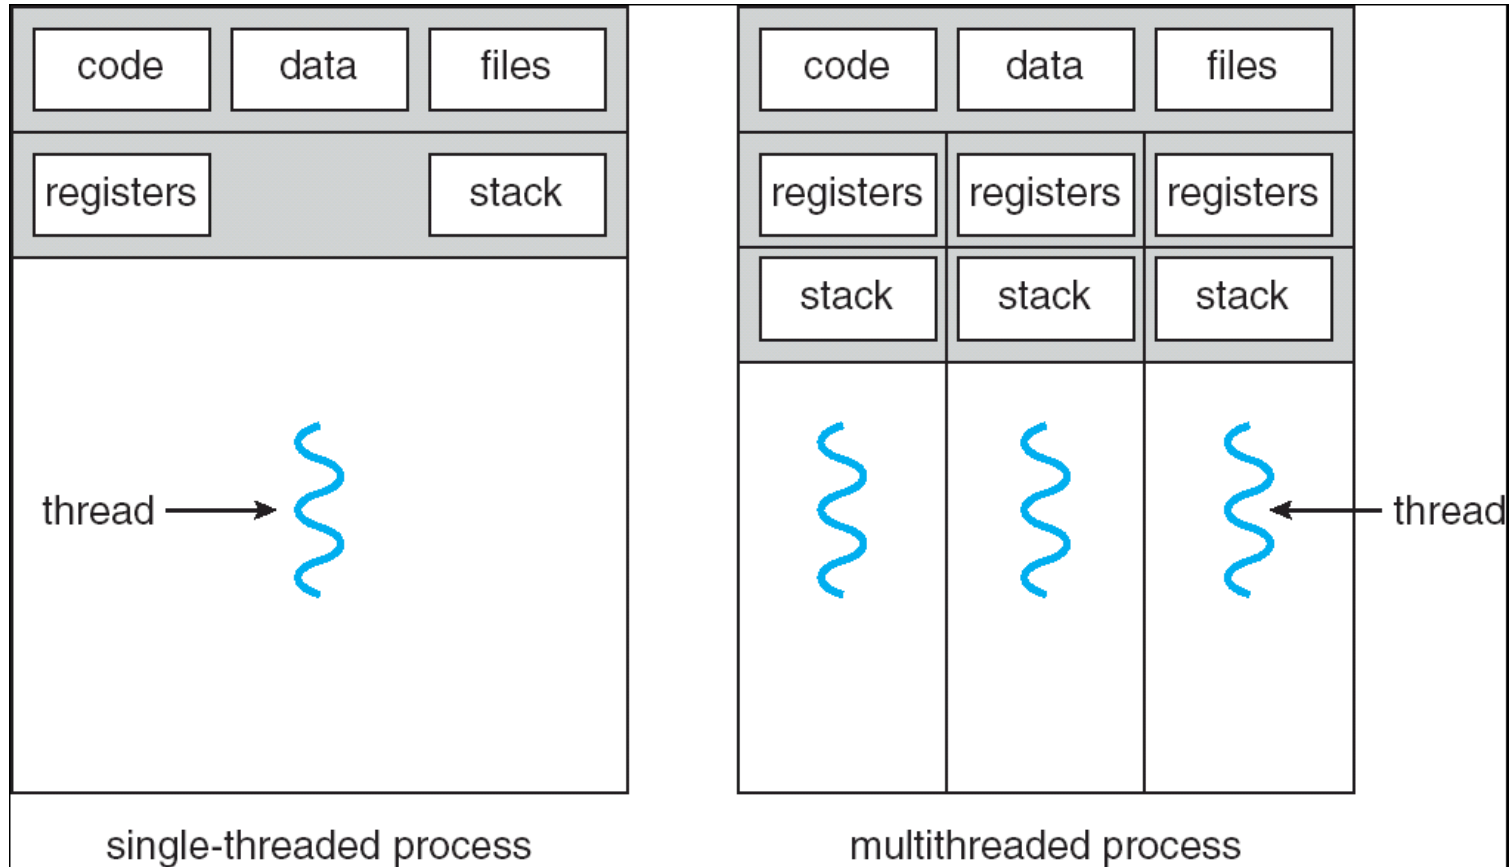 code data files code data files
registers stack registers registers registers
stack stack stack
thread thread
single-threaded process multithreaded process